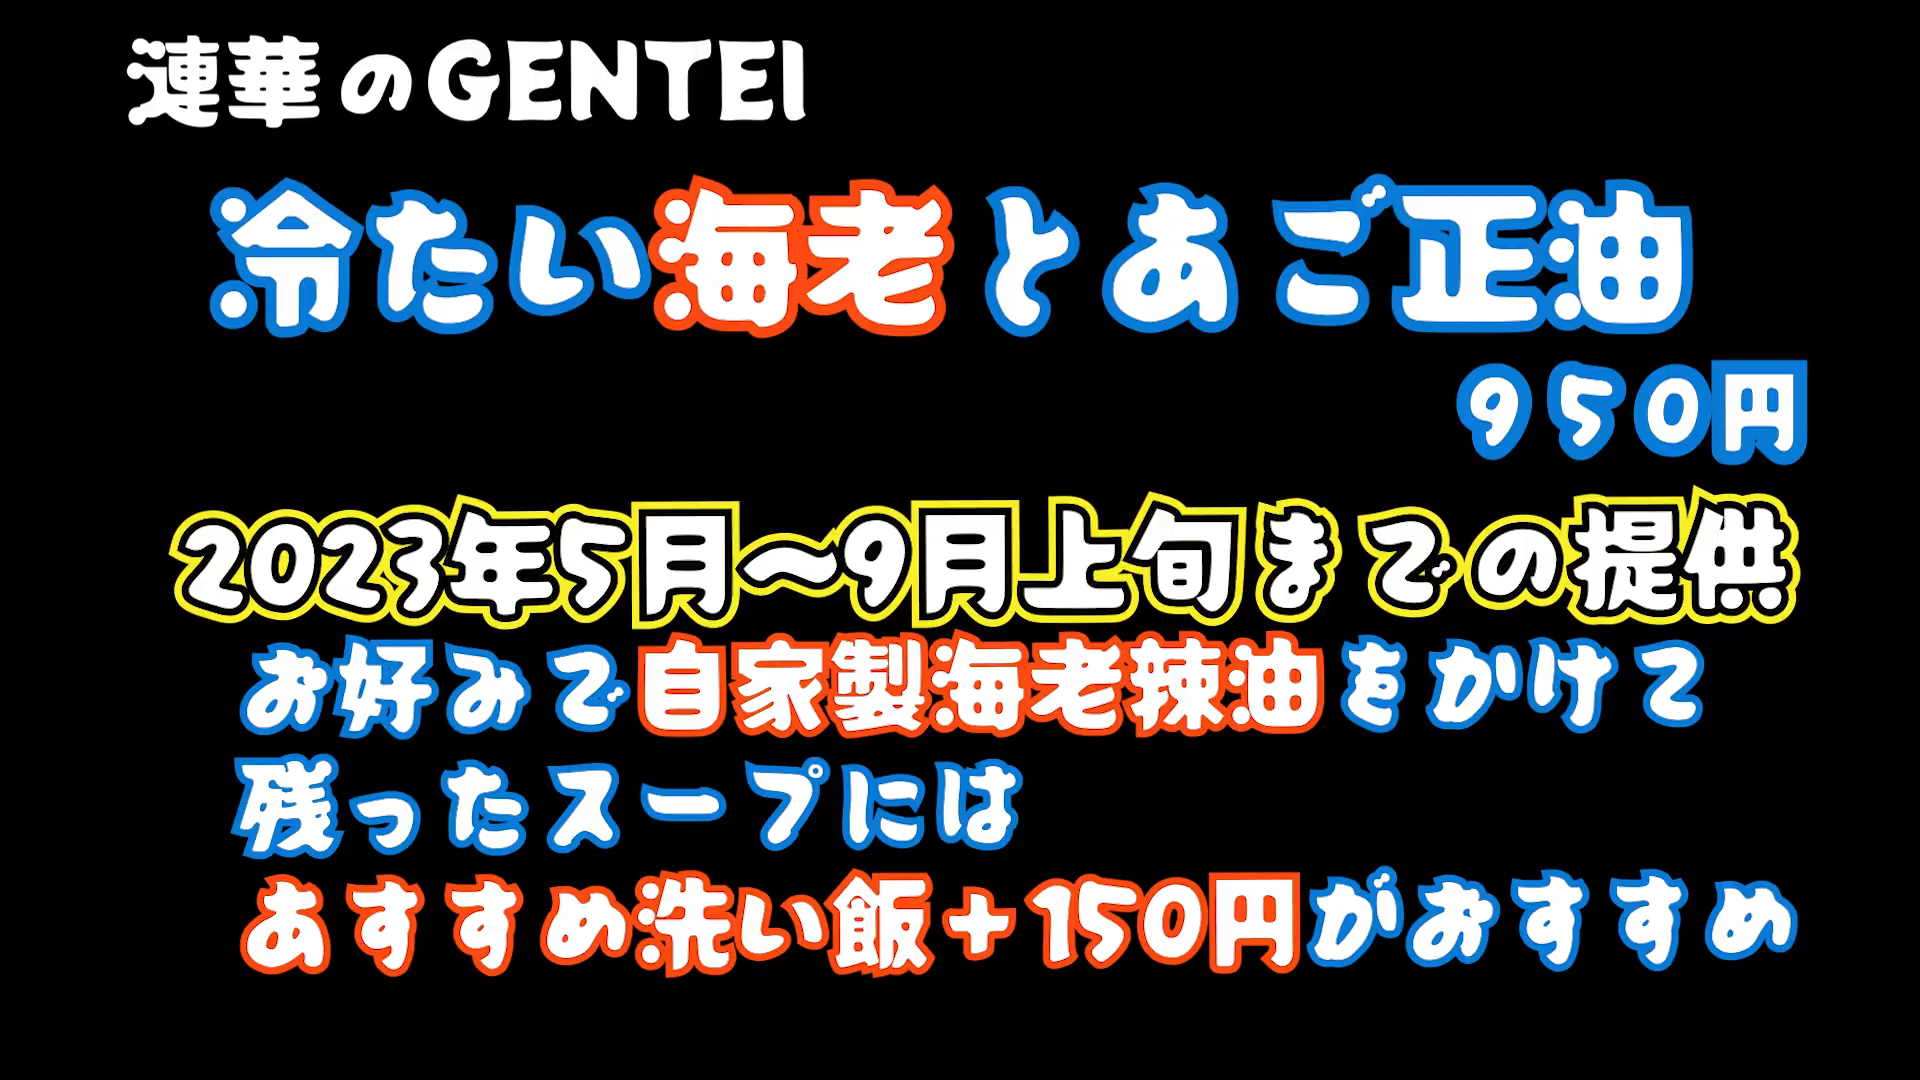 連華のGENTEI
冷たい海老とあご正油
９５０円
2023年5月〜9月上旬までの提供
お好みで自家製海老辣油をかけて
残ったスープには
あすすめ洗い飯＋150円がおすすめ